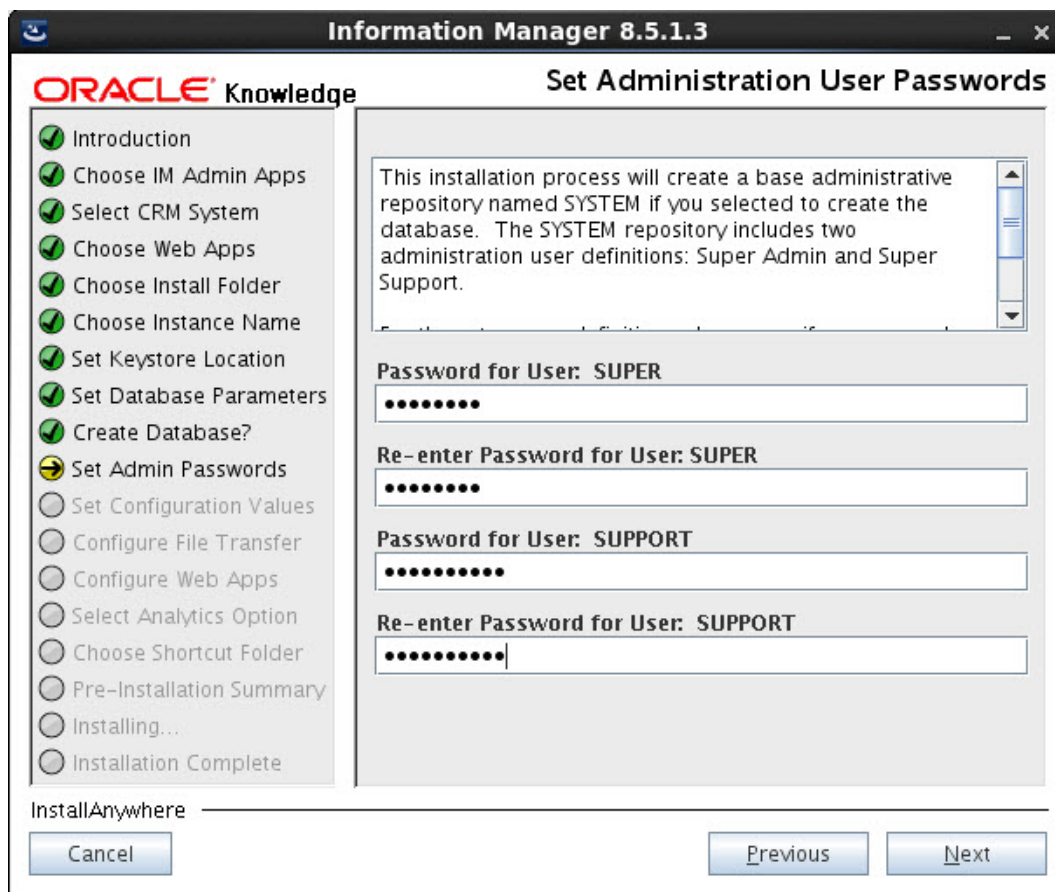 Information Manager 8.5.1.3
ORACLE Knowledge
Set Administration User Passwords
Introduction
Choose IM Admin Apps
Select CRM System
Choose Web Apps
Choose Install Folder
Choose Instance Name
Set Keystore Location
Set Database Parameters
Create Database?
Set Admin Passwords
Set Configuration Values
Configure File Transfer
Configure Web Apps
Select Analytics Option
Choose Shortcut Folder
Pre-Installation Summary
Installing...
Installation Complete
This installation process will create a base administrative
repository named SYSTEM if you selected to create the
database.  The SYSTEM repository includes two
administration user definitions: Super Admin and Super
Support.
Password for User:  SUPER
••••••••
Re-enter Password for User: SUPER
••••••••
Password for User:  SUPPORT
••••••••••
Re-enter Password for User:  SUPPORT
••••••••••
InstallAnywhere
Cancel
Previous
Next